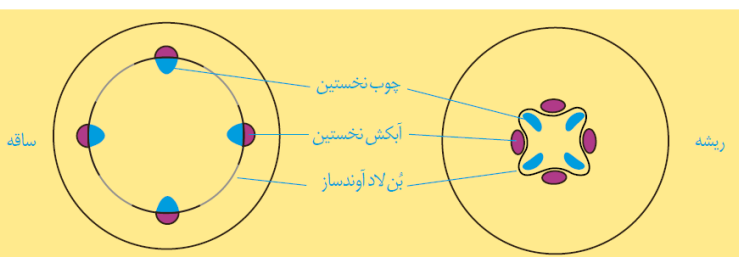 چوب نخستین
آبکش نخستین
ریشه
ساقه
بُن لاد آوندساز